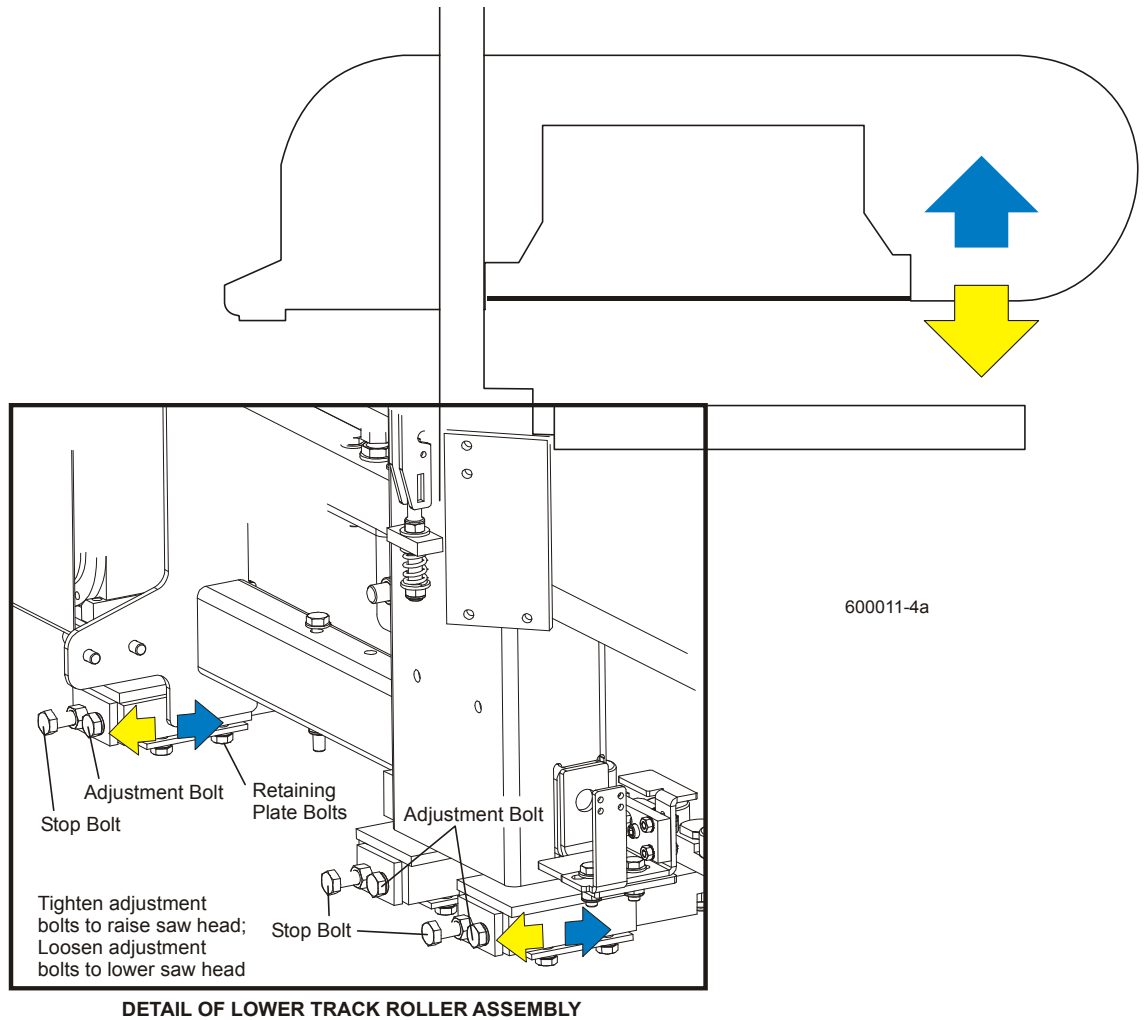 600011-4a
Adjustment Bolt
Stop Bolt
Retaining
Plate Bolts
Adjustment Bolt
Stop Bolt
Tighten adjustment
bolts to raise saw head;
Loosen adjustment
bolts to lower saw head
DETAIL OF LOWER TRACK ROLLER ASSEMBLY